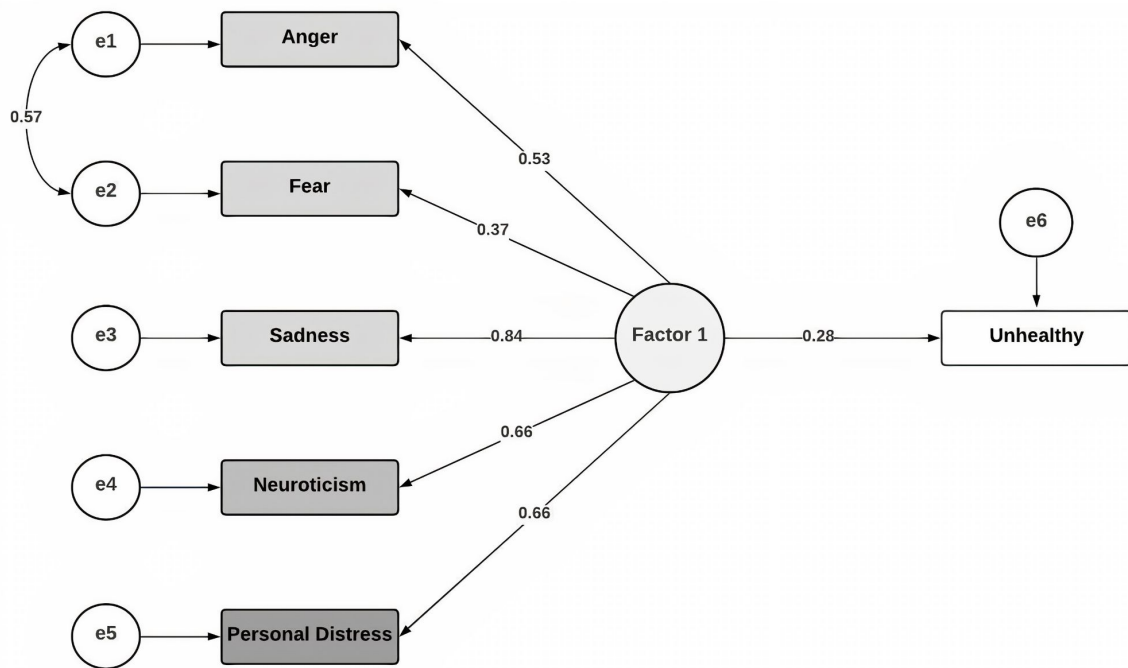 e1
Anger
0.57
0.53
e2
Fear
0.37
e6
e3
Sadness
0.84
Factor 1
0.28
Unhealthy
0.66
e4
Neuroticism
0.66
e5
Personal Distress